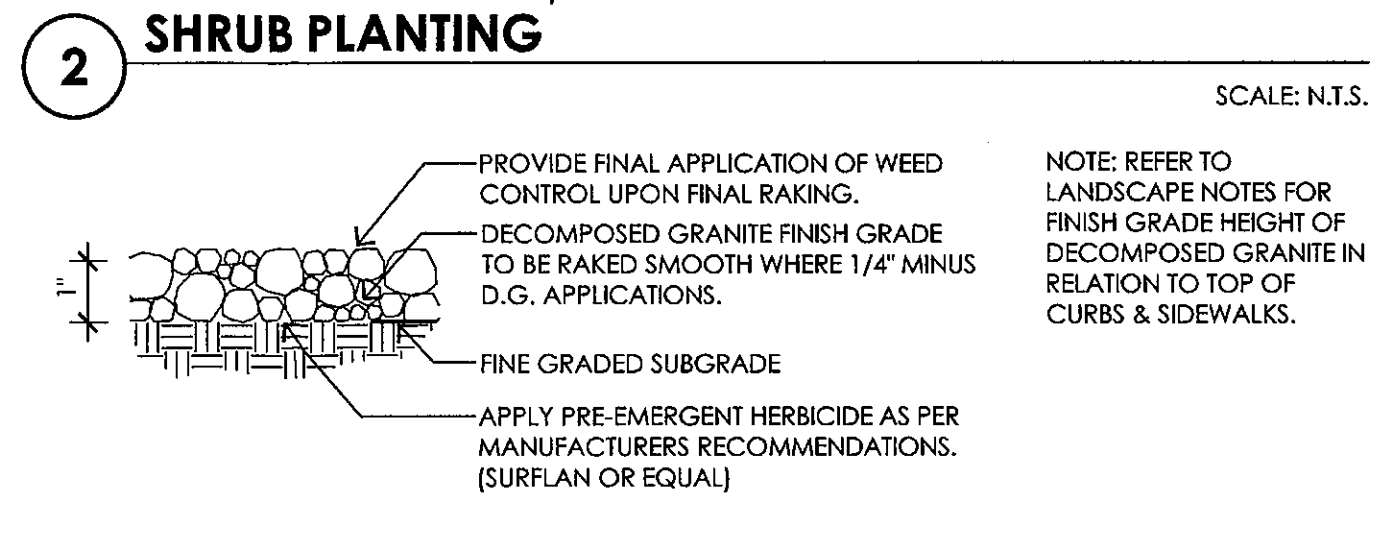 2
SHRUB PLANTING
SCALE: N.T.S.
PROVIDE FINAL APPLICATION OF WEED
CONTROL UPON FINAL RAKING.
DECOMPOSED GRANITE FINISH GRADE
TO BE RAKED SMOOTH WHERE 1/4" MINUS
D.G. APPLICATIONS.
FINE GRADED SUBGRADE
APPLY PRE-EMERGENT HERBICIDE AS PER
MANUFACTURERS RECOMMENDATIONS.
(SURFLAN OR EQUAL)
NOTE: REFER TO
LANDSCAPE NOTES FOR
FINISH GRADE HEIGHT OF
DECOMPOSED GRANITE IN
RELATION TO TOP OF
CURBS & SIDEWALKS.
1"